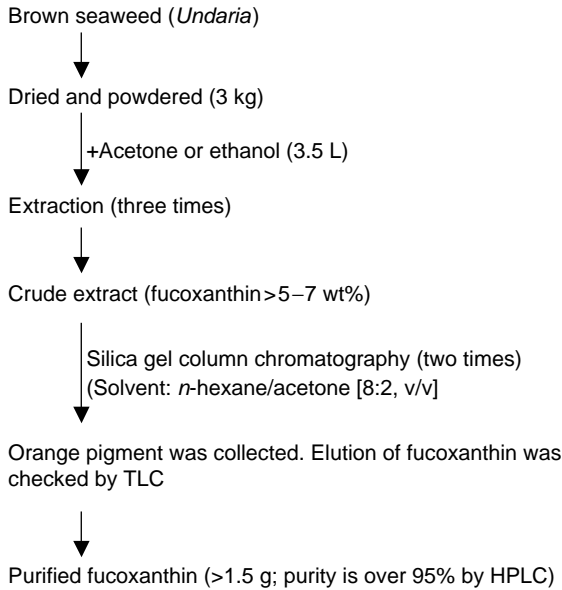 Brown seaweed (Undaria)
Dried and powdered (3 kg)
+Acetone or ethanol (3.5 L)
Extraction (three times)
Crude extract (fucoxanthin>5–7 wt%)
Silica gel column chromatography (two times)
(Solvent: n-hexane/acetone [8:2, v/v]
Orange pigment was collected. Elution of fucoxanthin was
checked by TLC
Purified fucoxanthin (>1.5 g; purity is over 95% by HPLC)